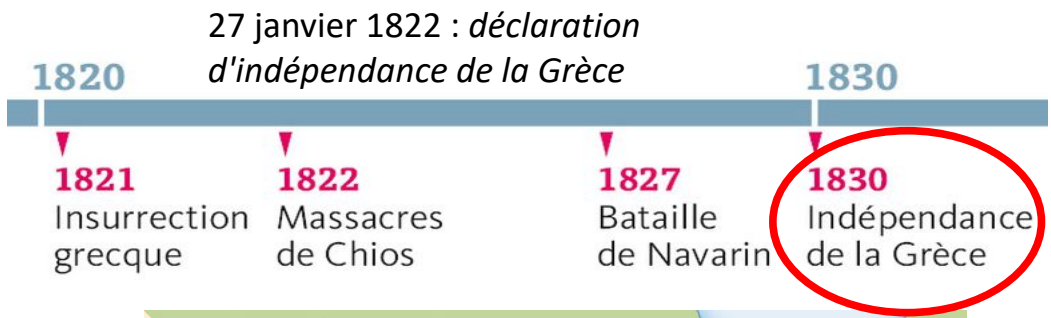 27 janvier 1822 : déclaration
d'indépendance de la Grèce
1820
1830
1821
Insurrection
grecque
1822
Massacres
de Chios
1827
Bataille
de Navarin
1830
Indépendance
de la Grèce